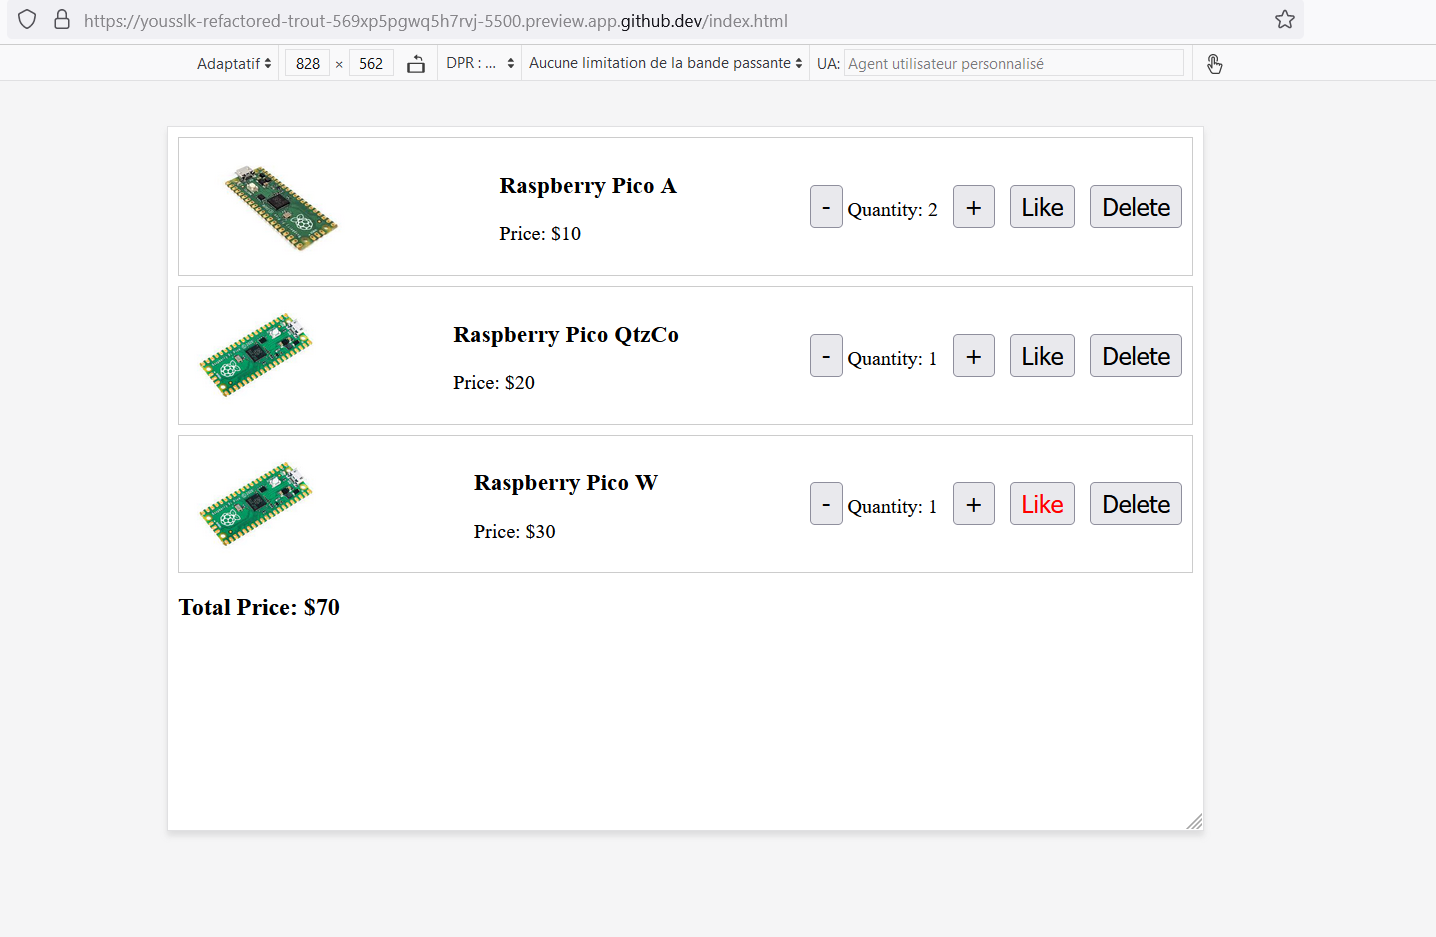 https://yousslk-refactored-trout-569xp5pgwq5h7rvj-5500.preview.app.github.dev/index.html
Adaptatif 828 × 562 DPR : ... Aucune limitation de la bande passante UA: Agent utilisateur personnalisé
Raspberry Pico A
Price: $10
- Quantity: 2 + Like Delete
Raspberry Pico QtzCo
Price: $20
- Quantity: 1 + Like Delete
Raspberry Pico W
Price: $30
- Quantity: 1 + Like Delete
Total Price: $70